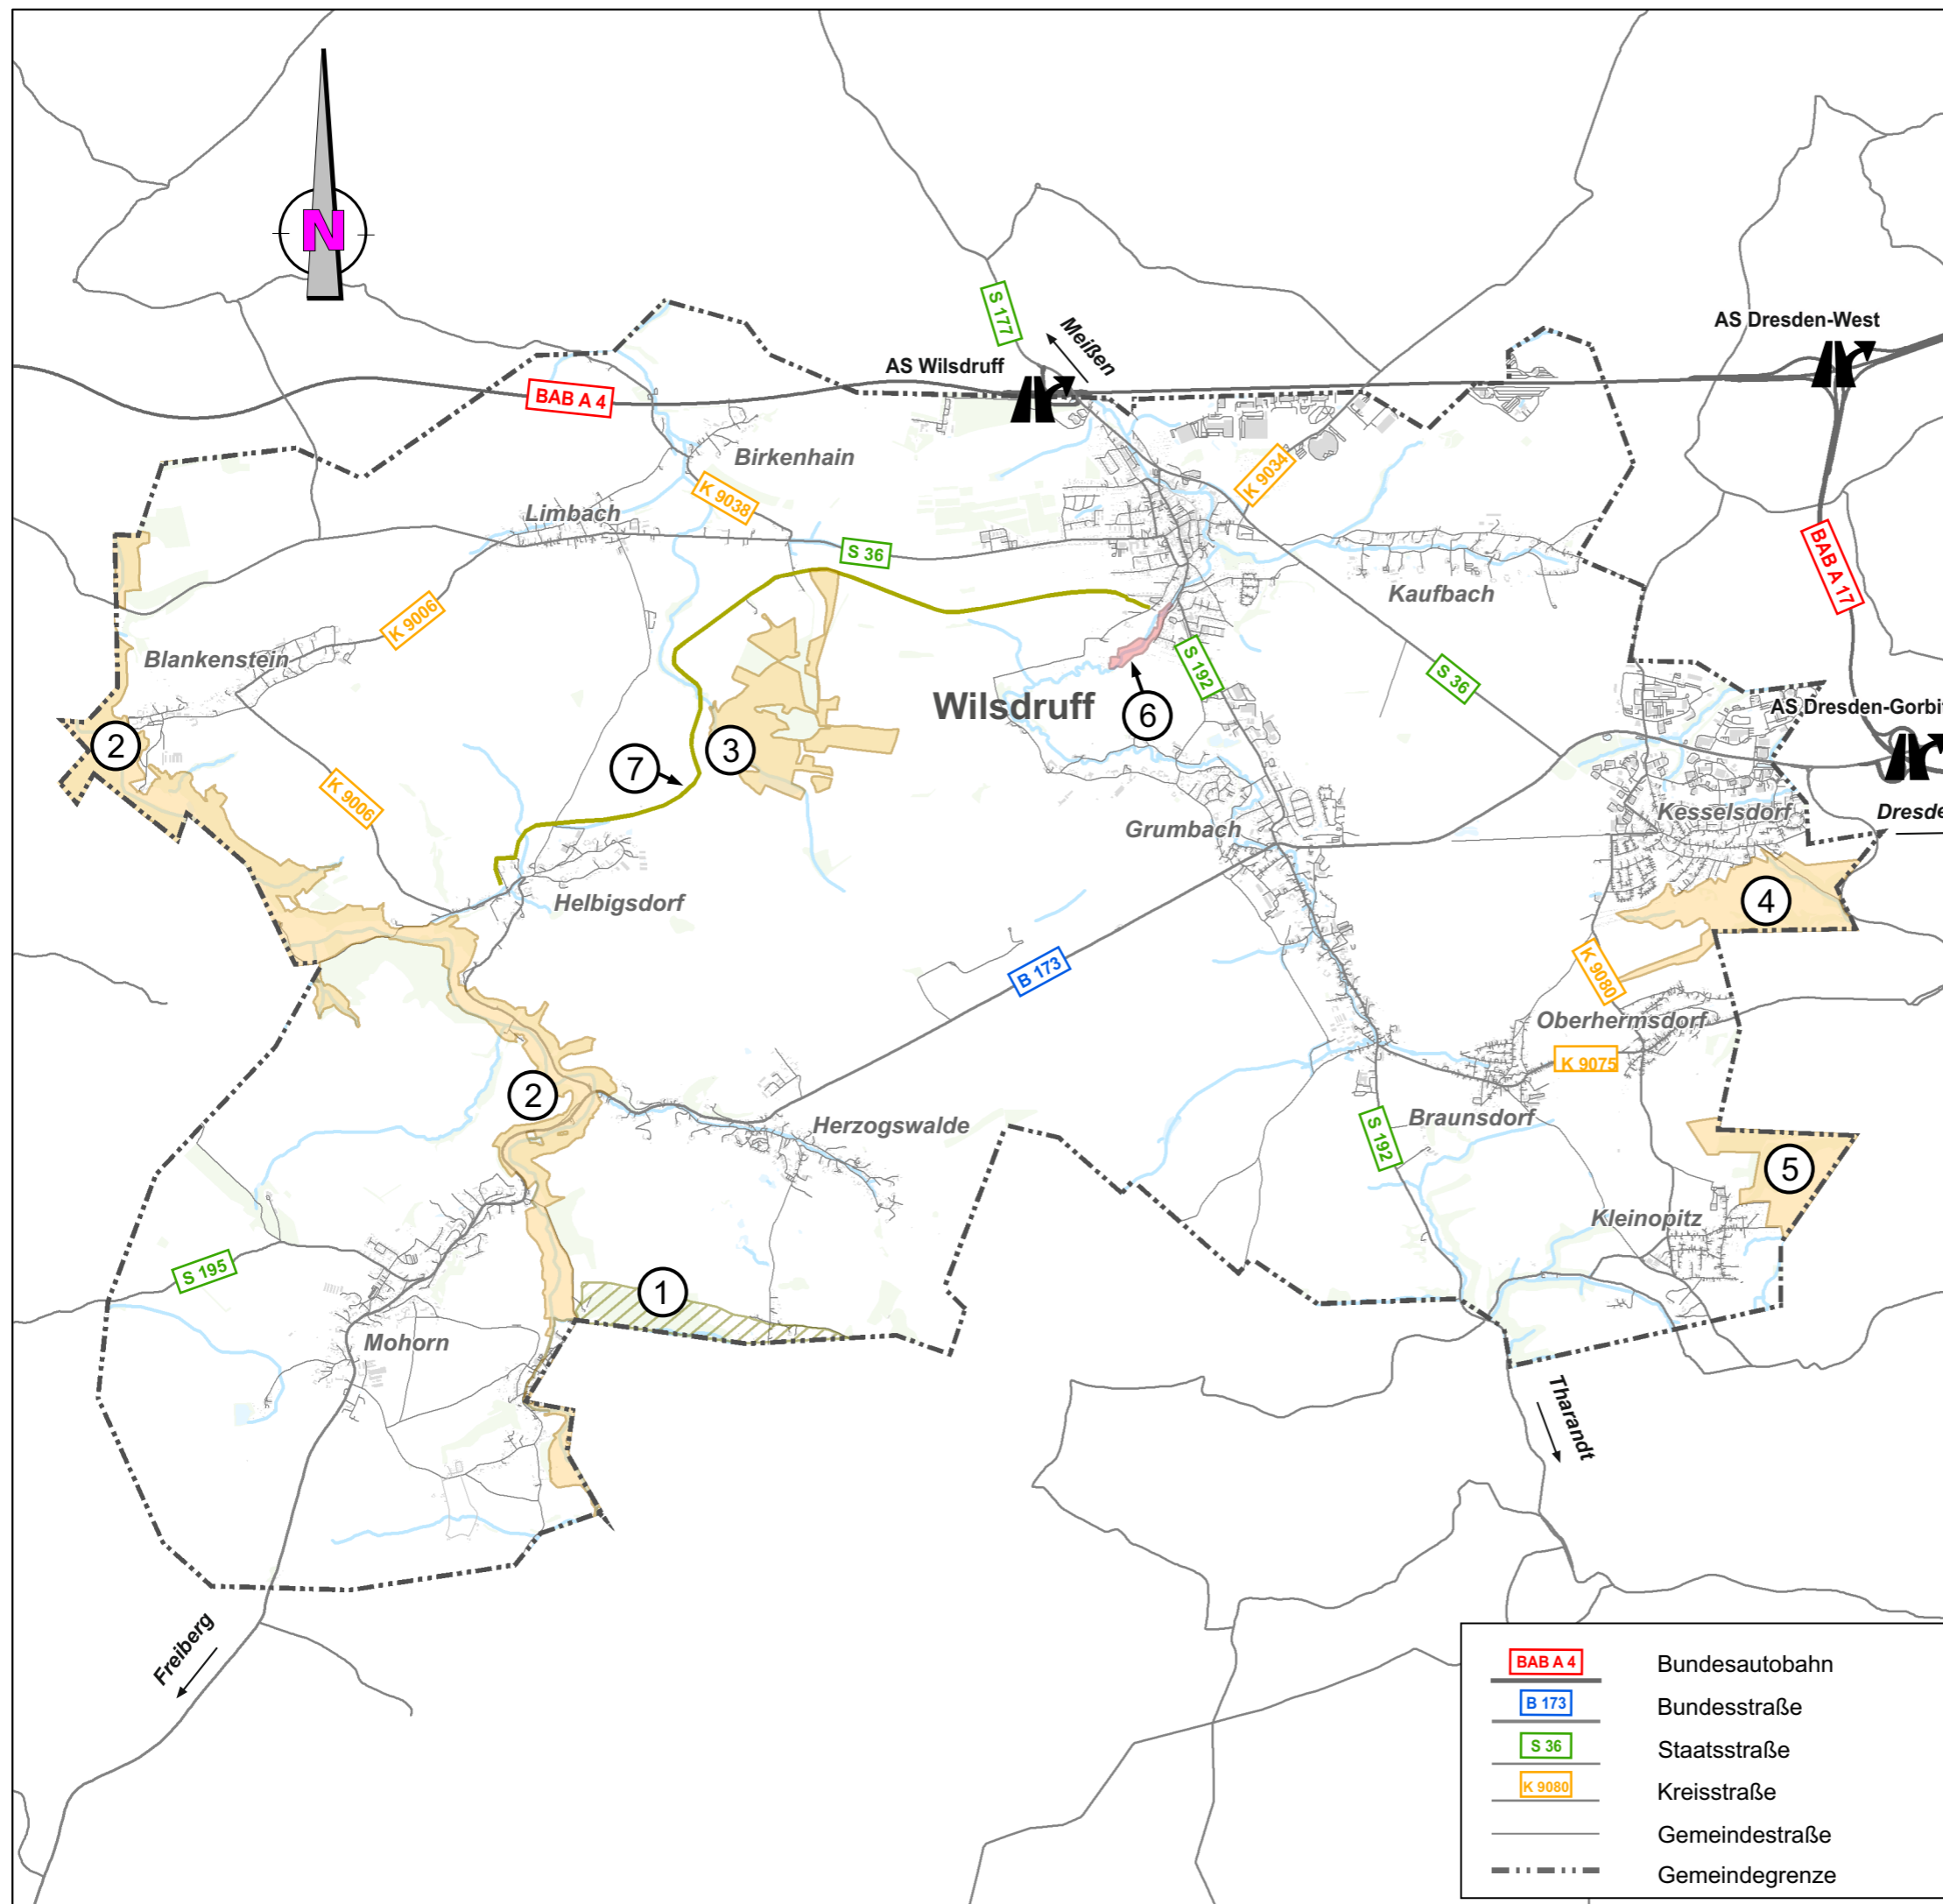 N
S 177
Meißen
AS Dresden-West
AS Wilsdruff
BAB A 4
Birkenhain
K 9034
K 9038
Limbach
S 36
BAB A 17
Kaufbach
K 9006
Blankenstein
S 192
S 36
Wilsdruff
6
AS Dresden-Gorbit
2
3
7
K 9006
Kesselsdorf
Dresde
Grumbach
Helbigsdorf
4
B 173
K 9080
Oberhermsdorf
K 9075
2
Herzogswalde
Braunsdorf
S 192
5
Kleinopitz
S 195
1
Mohorn
Tharandt
Freiberg
BAB A 4 Bundesautobahn
B 173 Bundesstraße
S 36 Staatsstraße
K 9080 Kreisstraße
Gemeindestraße
Gemeindegrenze